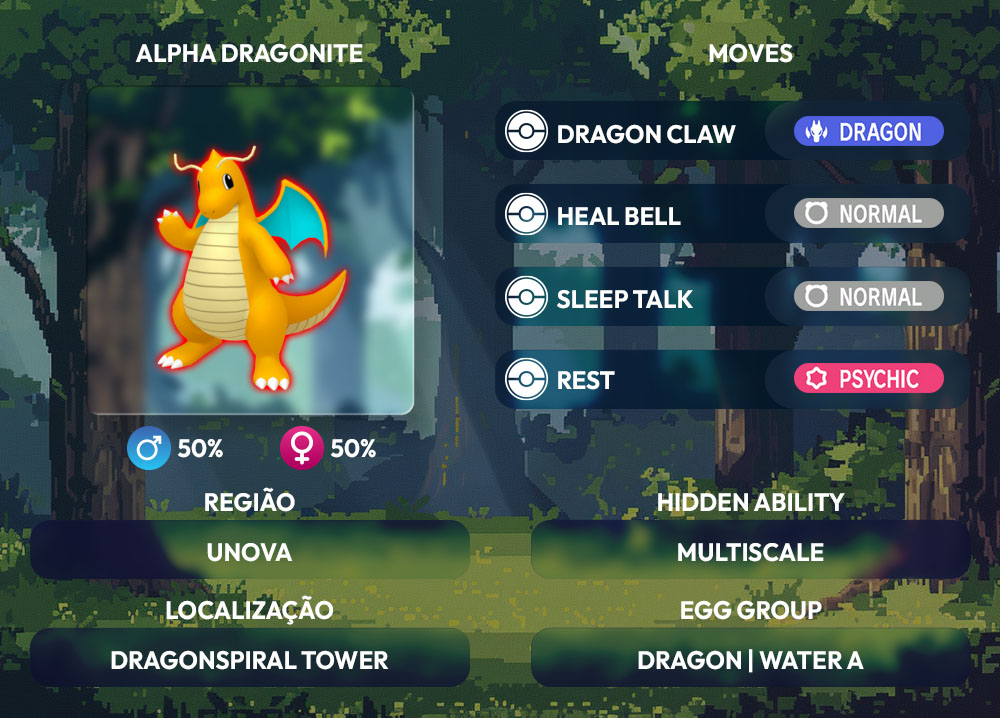 ALPHA DRAGONITE
MOVES
DRAGON CLAW DRAGON
HEAL BELL NORMAL
SLEEP TALK NORMAL
REST PSYCHIC
50% 50%
REGIÃO
UNOVA
HIDDEN ABILITY
MULTISCALE
LOCALIZAÇÃO
DRAGONSPIRAL TOWER
EGG GROUP
DRAGON | WATER A